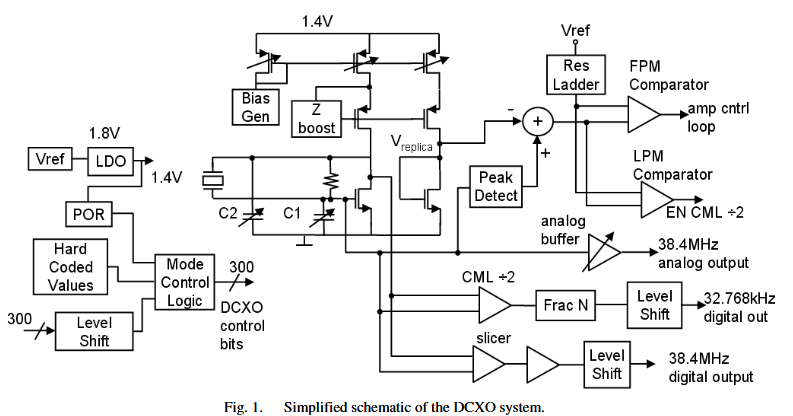 1.4V
Vref
Res
Ladder
FPM
Comparator
Bias
Gen
Z
boost
-
+
amp cntrl
loop
1.8V
Vreplica
+
LPM
Comparator
Vref
LDO
1.4V
Peak
Detect
EN CML ÷2
POR
C2
C1
analog
buffer
38.4MHz
analog output
Hard
Coded
Values
Mode
Control
Logic
300
DCXO
control
bits
CML ÷2
Frac N
Level
Shift
32.768kHz
digital out
300
Level
Shift
slicer
Level
Shift
38.4MHz
digital output
Fig. 1. Simplified schematic of the DCXO system.